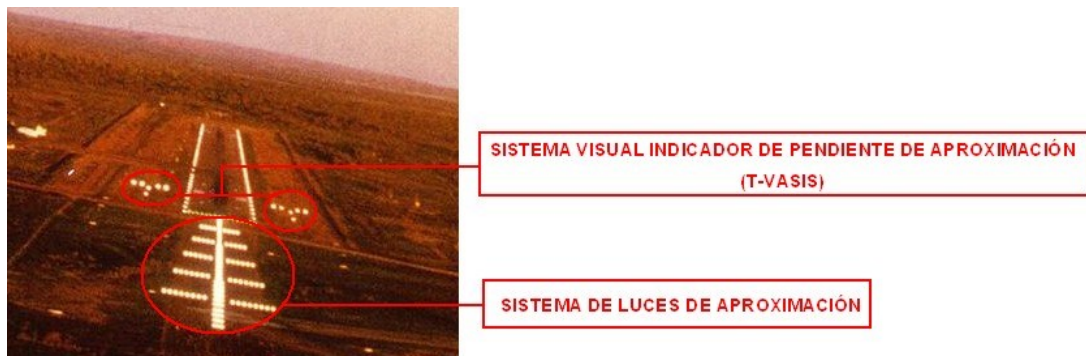 SISTEMA VISUAL INDICADOR DE PENDIENTE DE APROXIMACIÓN
(T-VASIS)
SISTEMA DE LUCES DE APROXIMACIÓN